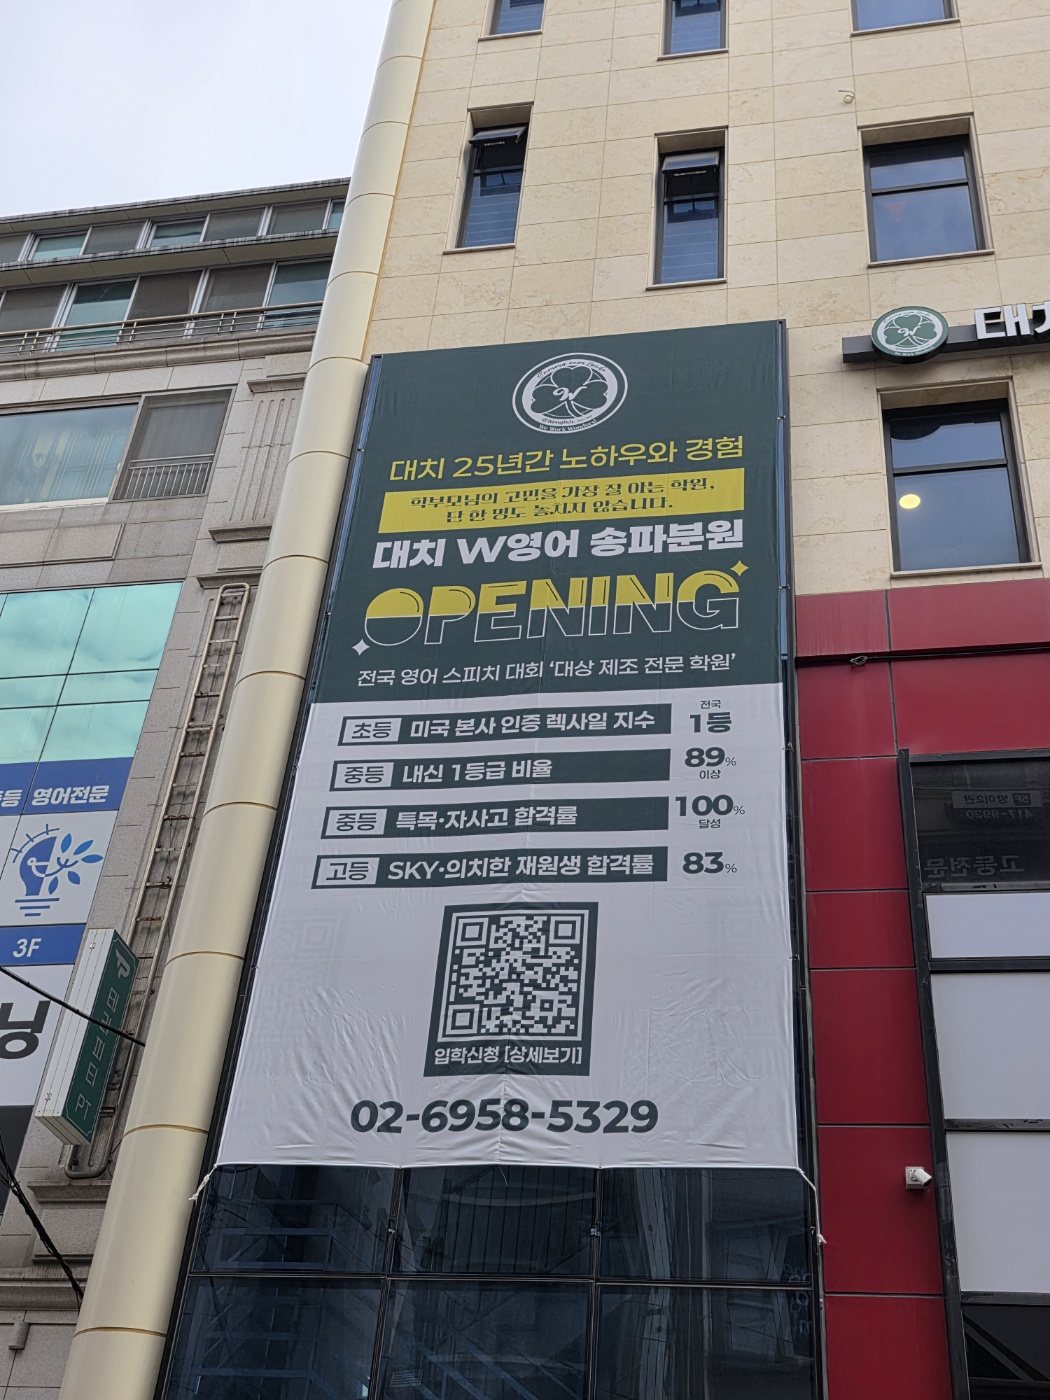 대치 25년간 노하우와 경험
학부모님의 고민을 가장 잘 아는 학원,
단 한 명도 놓치지 않습니다.
대치 W영어 송파분원
OPENING
전국 영어 스피치 대회 '대상 제조 전문 학원'
초등 미국 본사 인증 렉사일 지수 전국 1등
중등 내신 1등급 비율 89% 이상
중등 특목·자사고 합격률 100% 달성
고등 SKY·의치한 재원생 합격률 83%
입학신청 [상세보기]
02-6958-5329
대치
영어전문
3F
닝